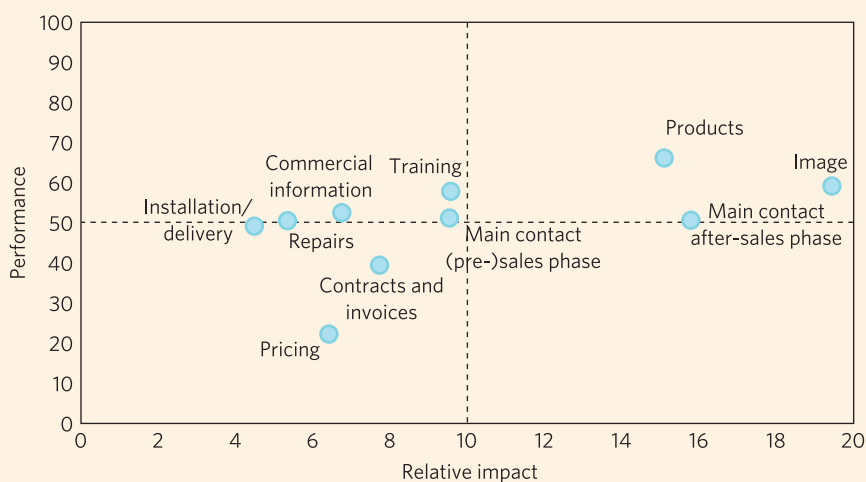 100
90
80
70
60
50
40
30
20
10
0
Performance
Products
Image
Training
Commercial
information
Installation/
delivery
Repairs
Main contact
(pre-)sales phase
Main contact
after-sales phase
Contracts and
invoices
Pricing
0 2 4 6 8 10 12 14 16 18 20
Relative impact